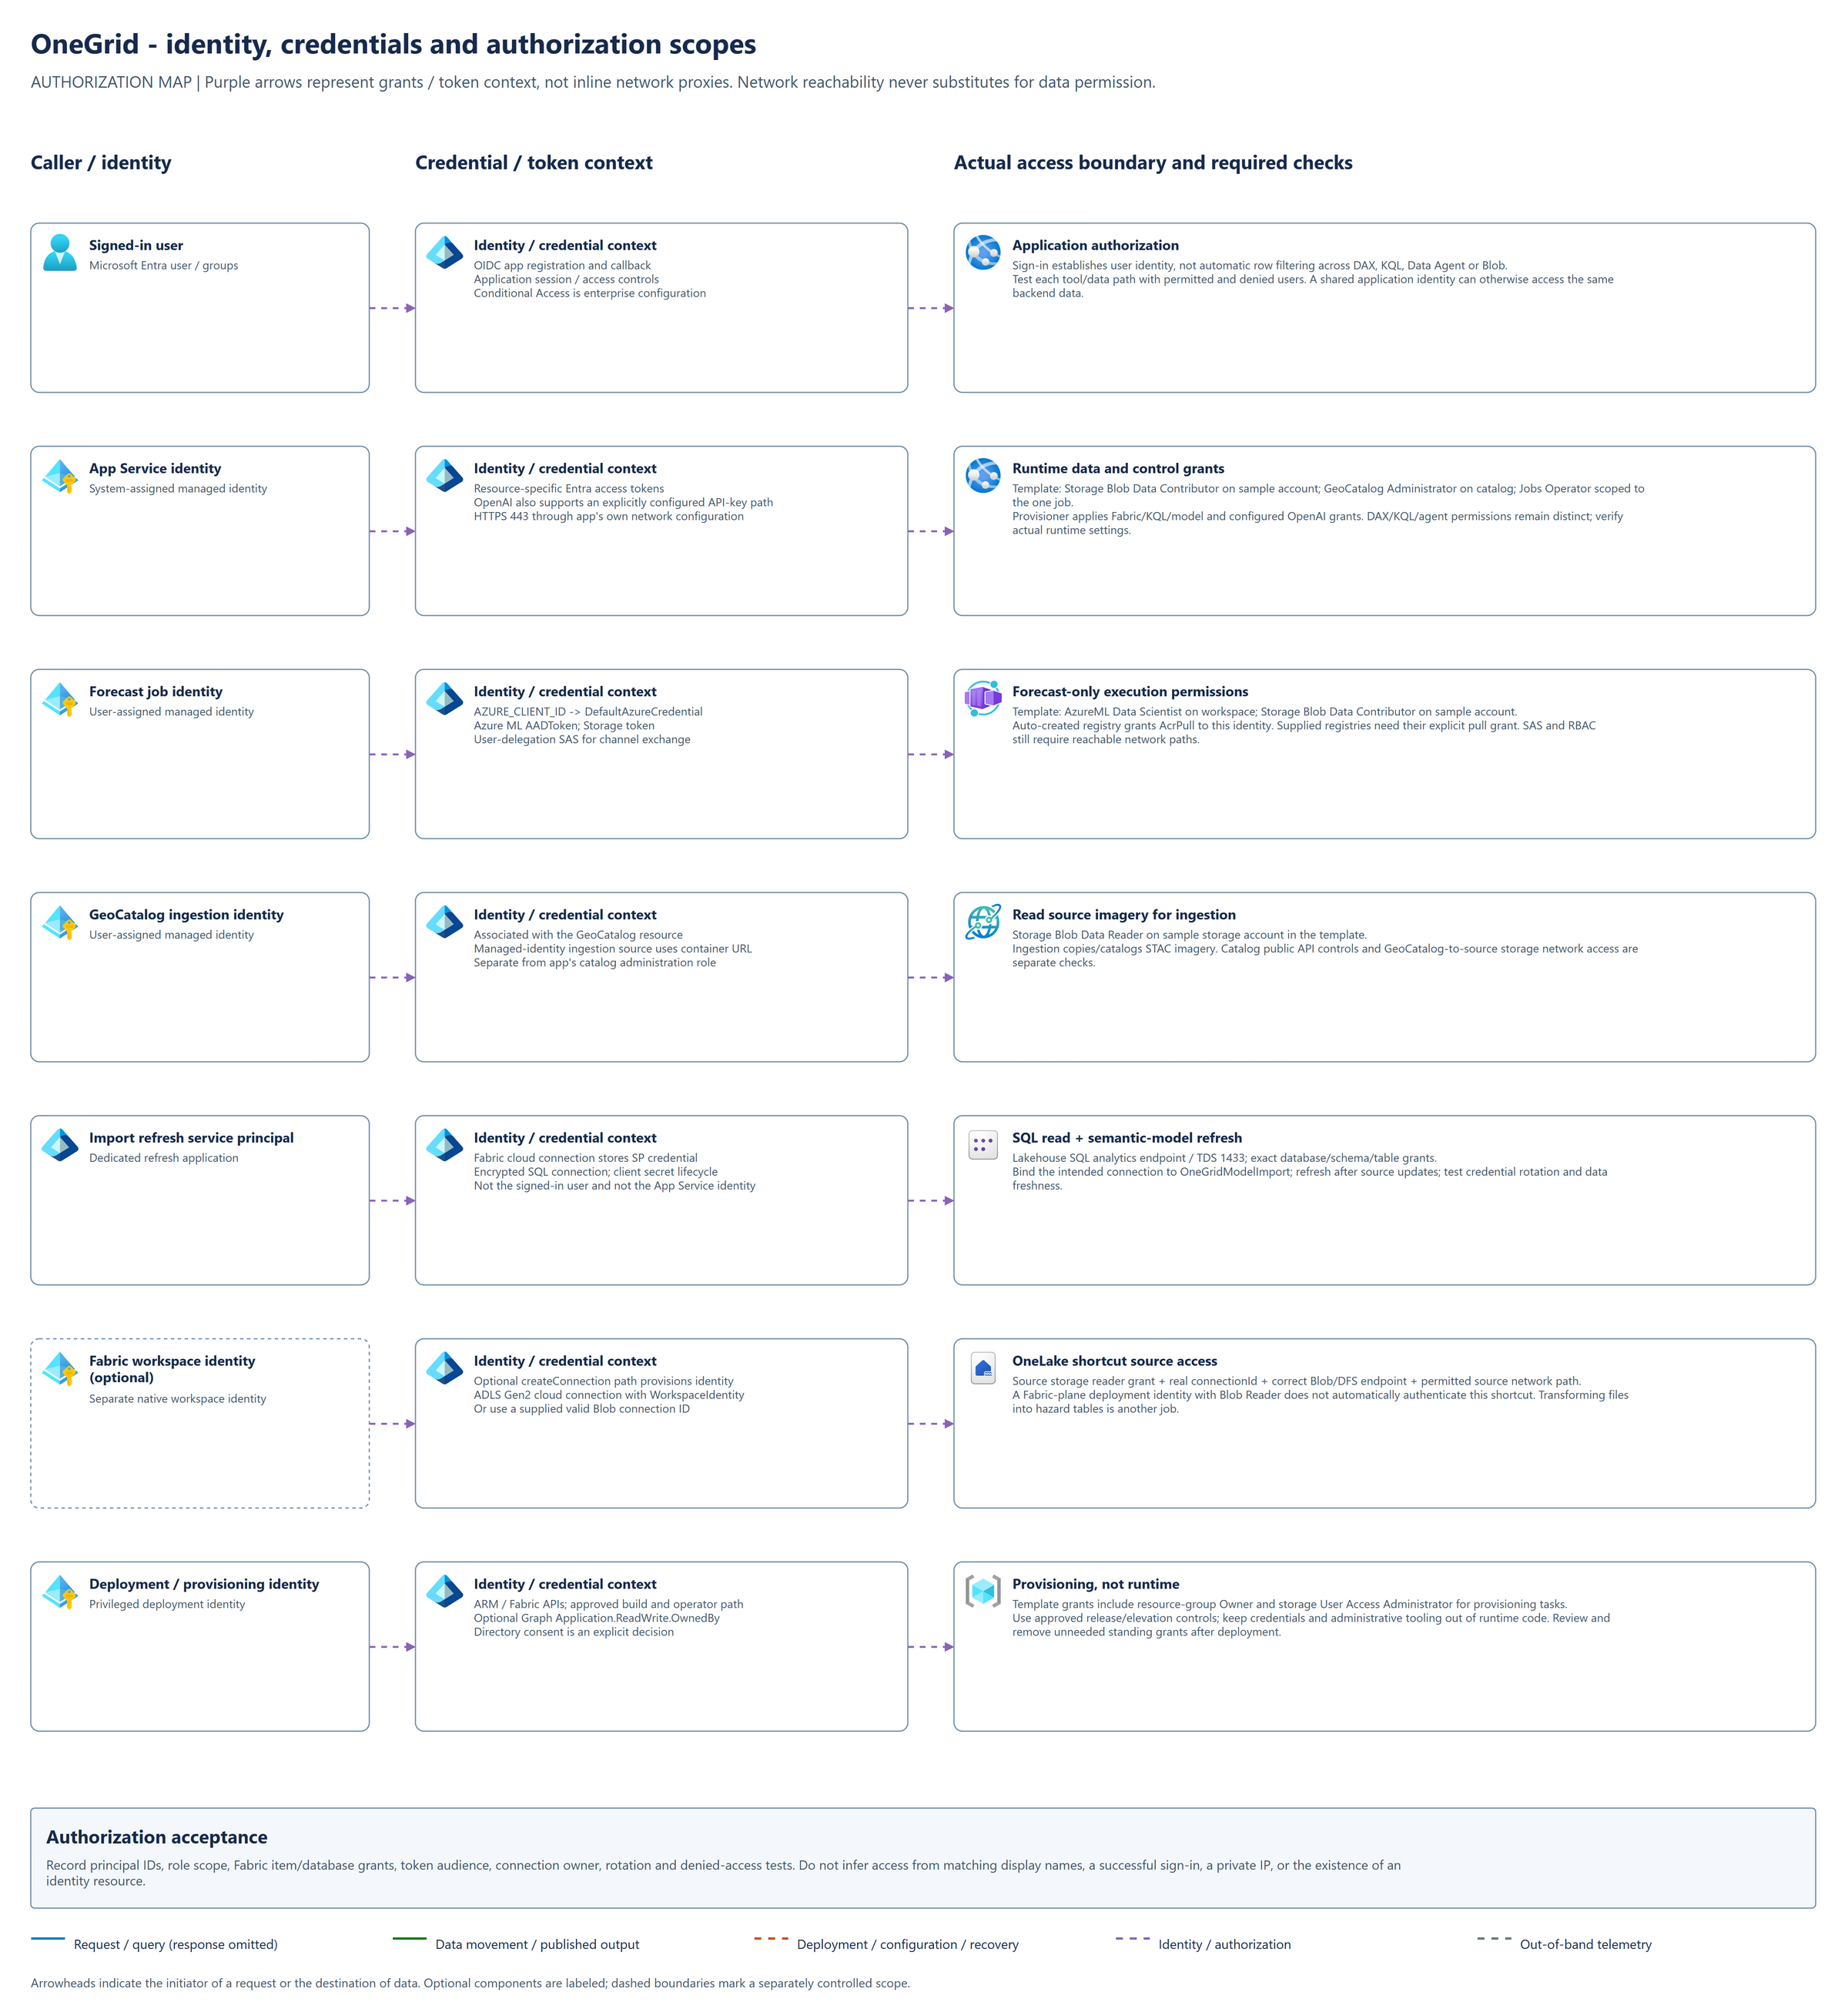 OneGrid - identity, credentials and authorization scopes
AUTHORIZATION MAP | Purple arrows represent grants / token context, not inline network proxies. Network reachability never substitutes for data permission.
Caller / identity
Credential / token context
Actual access boundary and required checks
Signed-in user
Microsoft Entra user / groups
Identity / credential context
OIDC app registration and callback
Application session / access controls
Conditional Access is enterprise configuration
Application authorization
Sign-in establishes user identity, not automatic row filtering across DAX, KQL, Data Agent or Blob.
Test each tool/data path with permitted and denied users. A shared application identity can otherwise access the same
backend data.
App Service identity
System-assigned managed identity
Identity / credential context
Resource-specific Entra access tokens
OpenAI also supports an explicitly configured API-key path
HTTPS 443 through app's own network configuration
Runtime data and control grants
Template: Storage Blob Data Contributor on sample account; GeoCatalog Administrator on catalog; Jobs Operator scoped to
the one job.
Provisioner applies Fabric/KQL/model and configured OpenAI grants. DAX/KQL/agent permissions remain distinct; verify
actual runtime settings.
Forecast job identity
User-assigned managed identity
Identity / credential context
AZURE_CLIENT_ID -> DefaultAzureCredential
Azure ML AADToken; Storage token
User-delegation SAS for channel exchange
Forecast-only execution permissions
Template: AzureML Data Scientist on workspace; Storage Blob Data Contributor on sample account.
Auto-created registry grants AcrPull to this identity. Supplied registries need their explicit pull grant. SAS and RBAC
still require reachable network paths.
GeoCatalog ingestion identity
User-assigned managed identity
Identity / credential context
Associated with the GeoCatalog resource
Managed-identity ingestion source uses container URL
Separate from app's catalog administration role
Read source imagery for ingestion
Storage Blob Data Reader on sample storage account in the template.
Ingestion copies/catalogs STAC imagery. Catalog public API controls and GeoCatalog-to-source storage network access are
separate checks.
Import refresh service principal
Dedicated refresh application
Identity / credential context
Fabric cloud connection stores SP credential
Encrypted SQL connection; client secret lifecycle
Not the signed-in user and not the App Service identity
SQL read + semantic-model refresh
Lakehouse SQL analytics endpoint / TDS 1433; exact database/schema/table grants.
Bind the intended connection to OneGridModelImport; refresh after source updates; test credential rotation and data
freshness.
Fabric workspace identity
(optional)
Separate native workspace identity
Identity / credential context
Optional createConnection path provisions identity
ADLS Gen2 cloud connection with WorkspaceIdentity
Or use a supplied valid Blob connection ID
OneLake shortcut source access
Source storage reader grant + real connectionId + correct Blob/DFS endpoint + permitted source network path.
A Fabric-plane deployment identity with Blob Reader does not automatically authenticate this shortcut. Transforming files
into hazard tables is another job.
Deployment / provisioning identity
Privileged deployment identity
Identity / credential context
ARM / Fabric APIs; approved build and operator path
Optional Graph Application.ReadWrite.OwnedBy
Directory consent is an explicit decision
Provisioning, not runtime
Template grants include resource-group Owner and storage User Access Administrator for provisioning tasks.
Use approved release/elevation controls; keep credentials and administrative tooling out of runtime code. Review and
remove unneeded standing grants after deployment.
Authorization acceptance
Record principal IDs, role scope, Fabric item/database grants, token audience, connection owner, rotation and denied-access tests. Do not infer access from matching display names, a successful sign-in, a private IP, or the existence of an
identity resource.
Request / query (response omitted)
Data movement / published output
Deployment / configuration / recovery
Identity / authorization
Out-of-band telemetry
Arrowheads indicate the initiator of a request or the destination of data. Optional components are labeled; dashed boundaries mark a separately controlled scope.